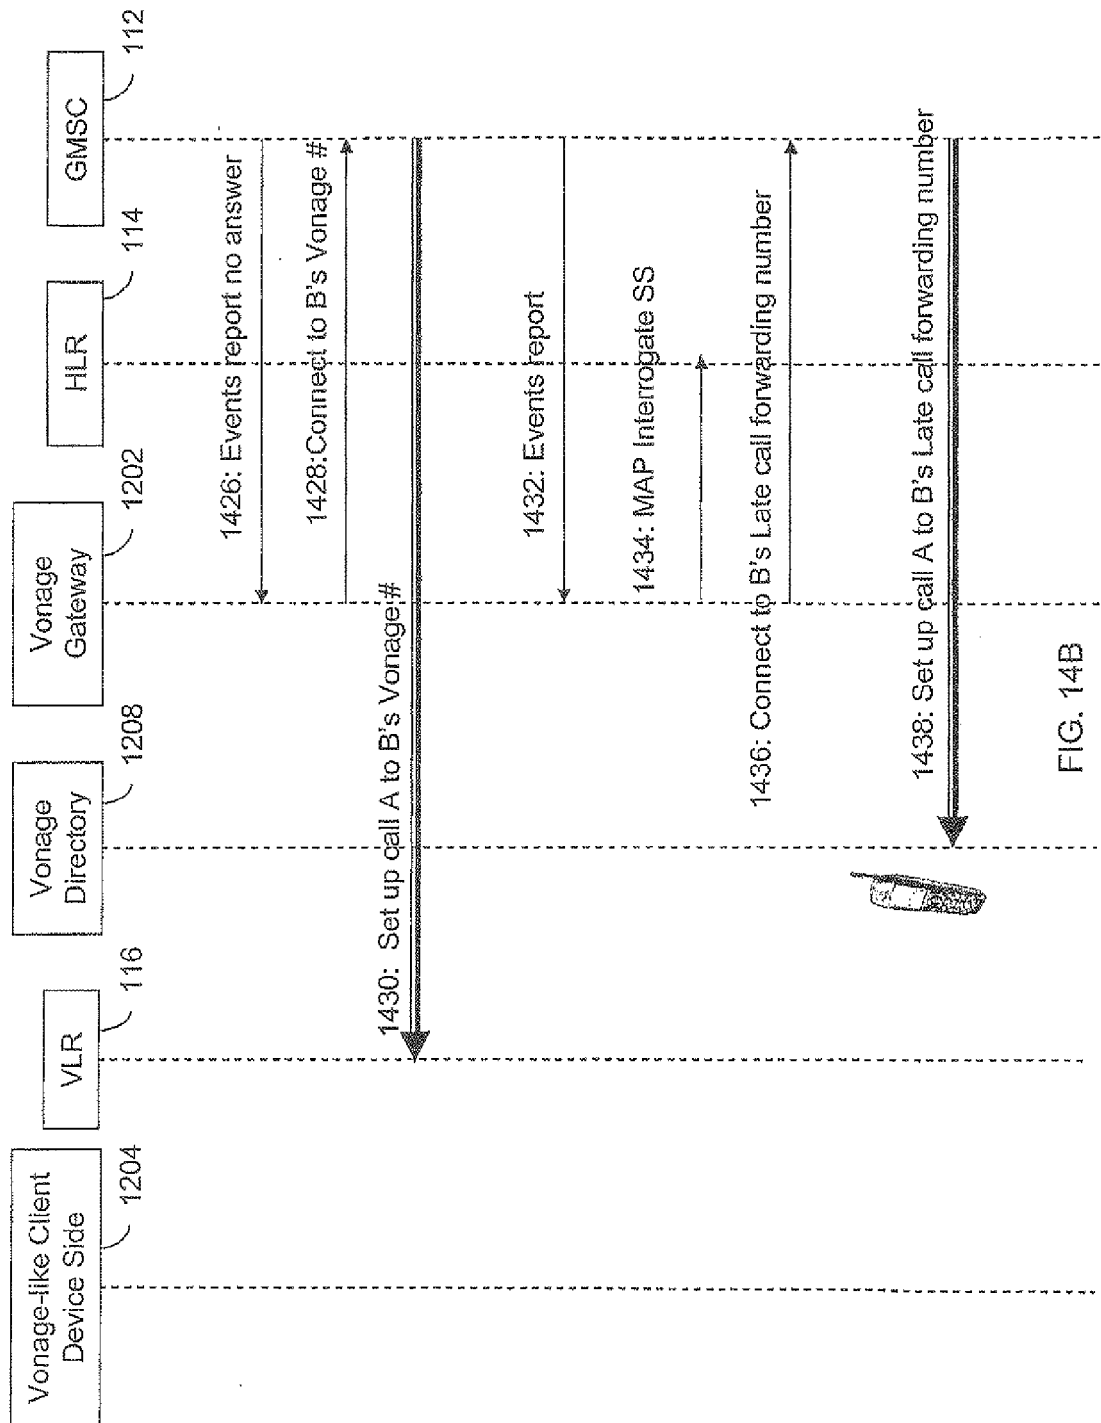 Vonage-like Client
Device Side
1204
VLR
116
Vonage
Directory
1208
Vonage
Gateway
1202
HLR
114
GMSC
112
1426: Events report no answer
1428:Connect to B's Vonage #
1430: Set up call A to B's Vonage #
1432: Events report
1434: MAP Interrogate SS
1436: Connect to B's Late call forwarding number
1438: Set up call A to B's Late call forwarding number
FIG. 14B